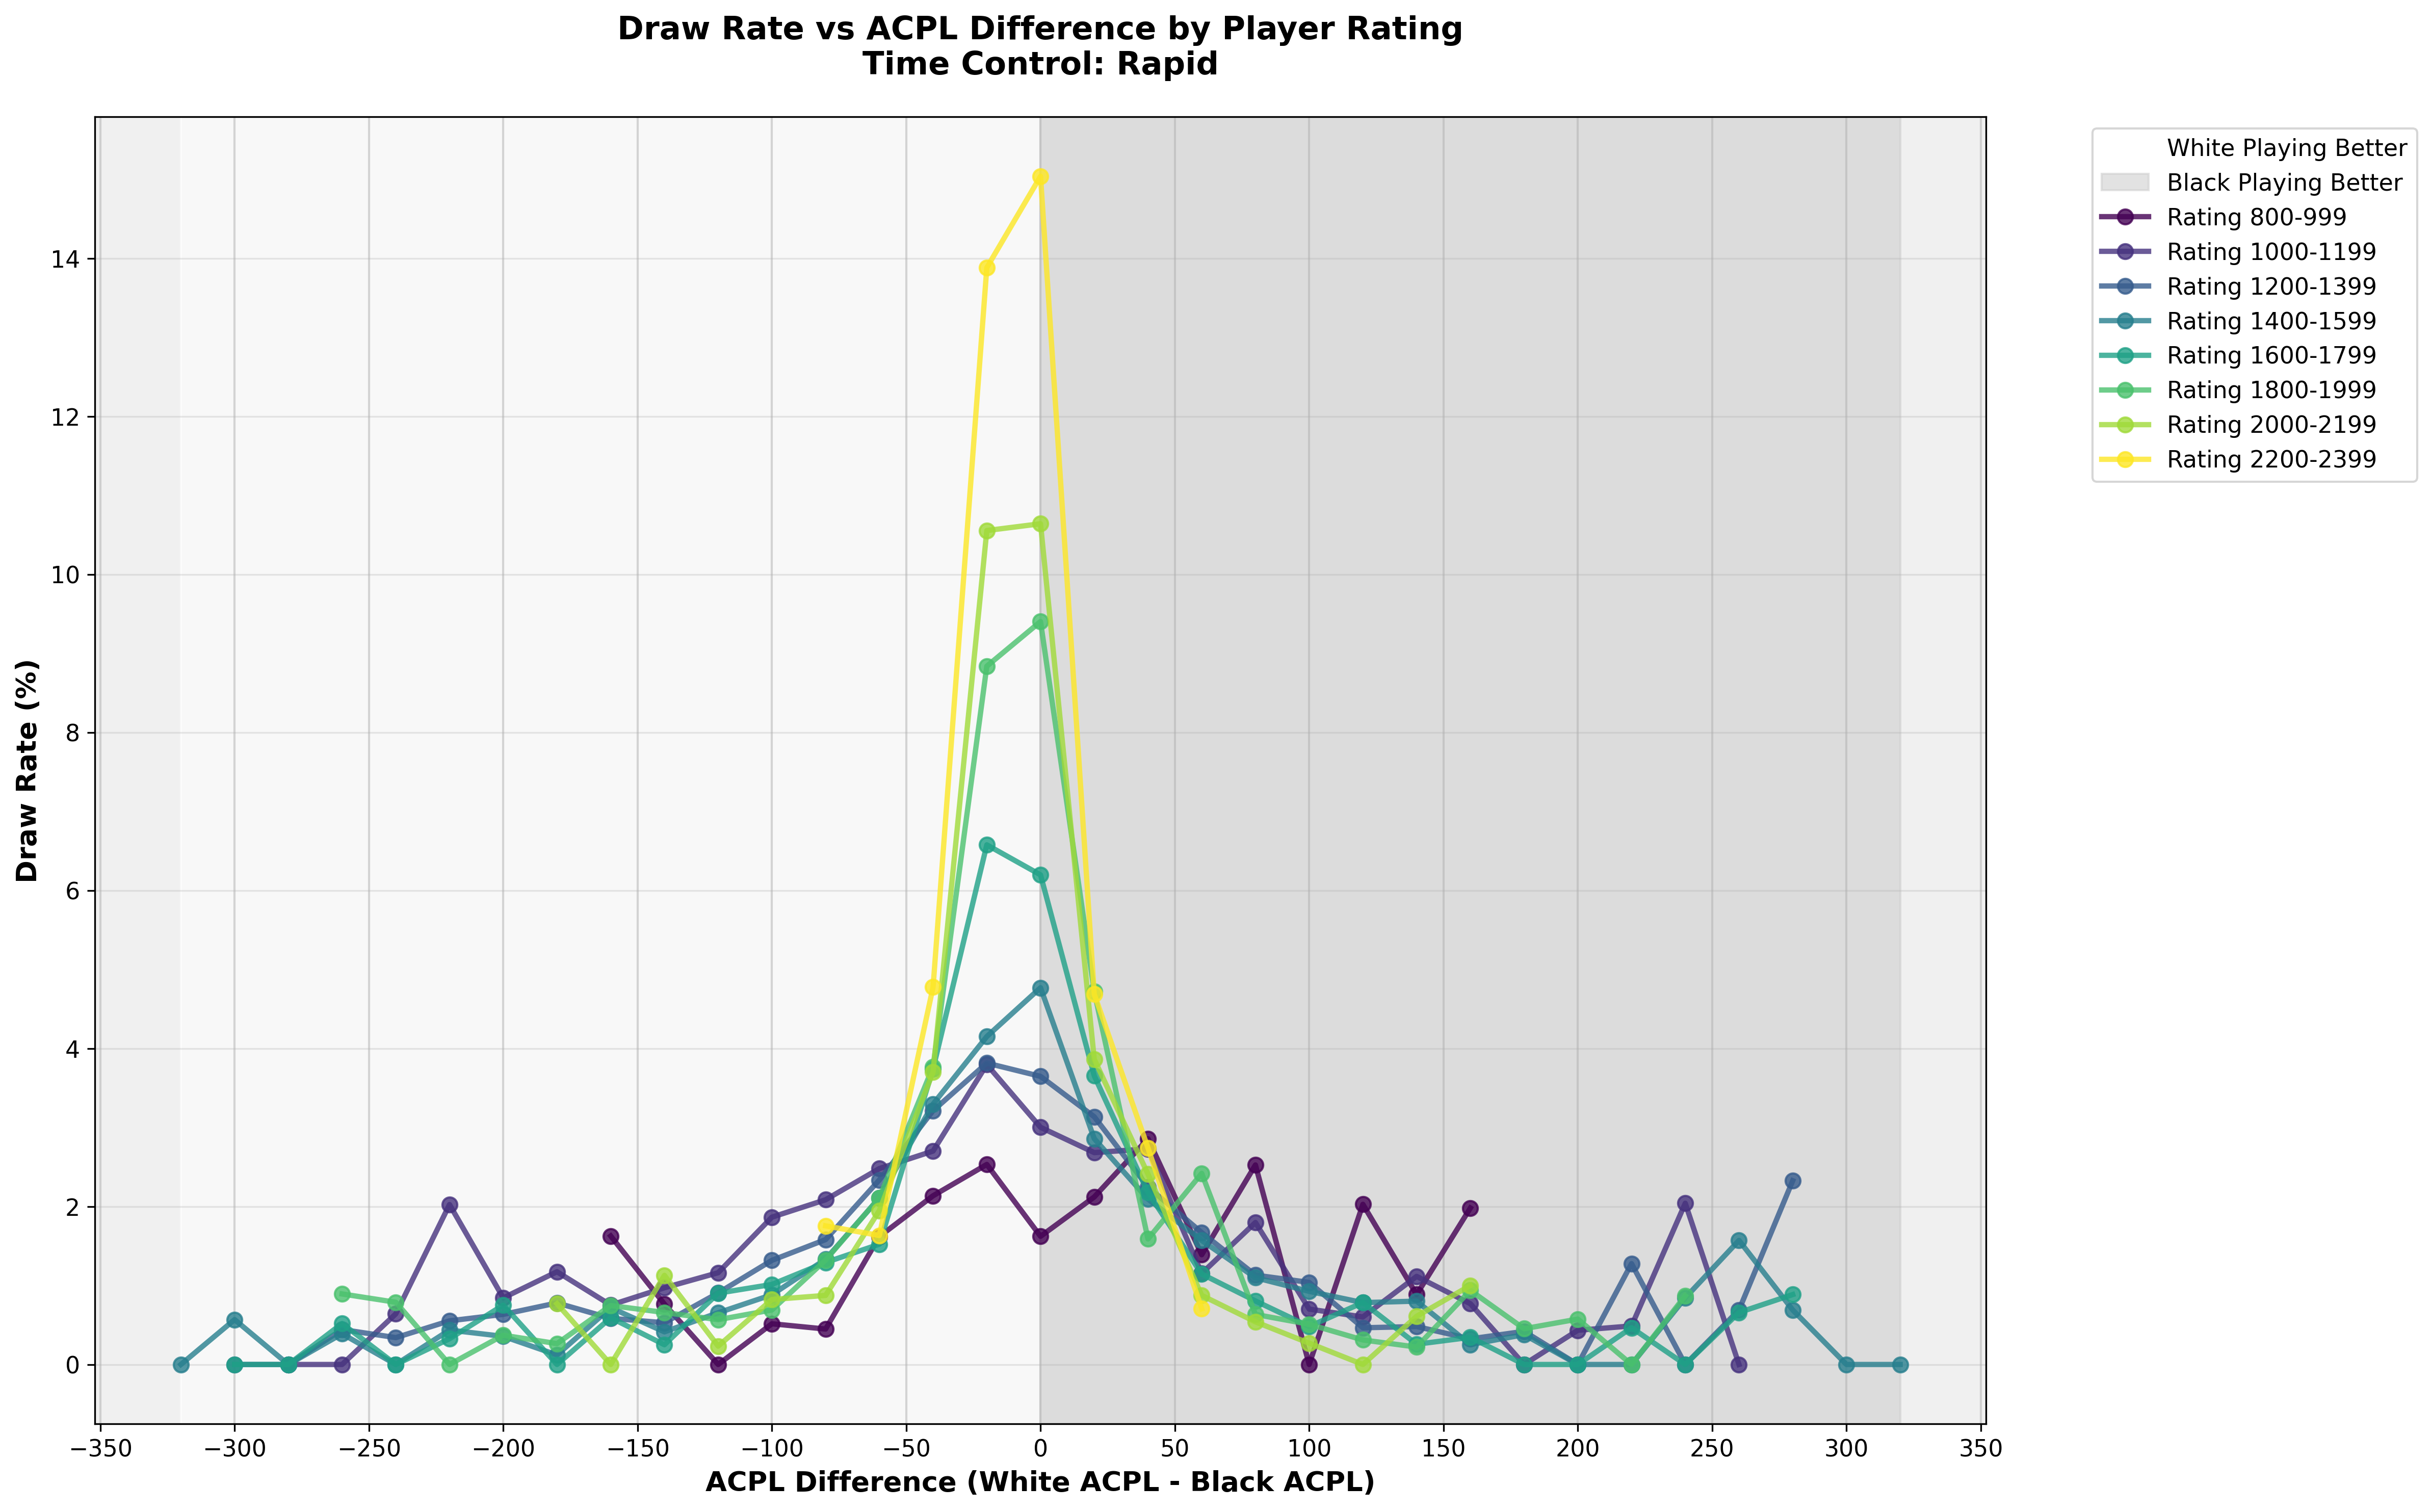 Draw Rate vs ACPL Difference by Player Rating
Time Control: Rapid
White Playing Better
Black Playing Better
Rating 800-999
Rating 1000-1199
Rating 1200-1399
Rating 1400-1599
Rating 1600-1799
Rating 1800-1999
Rating 2000-2199
Rating 2200-2399
Draw Rate (%)
14
12
10
8
6
4
2
0
−350 −300 −250 −200 −150 −100 −50 0 50 100 150 200 250 300 350
ACPL Difference (White ACPL - Black ACPL)